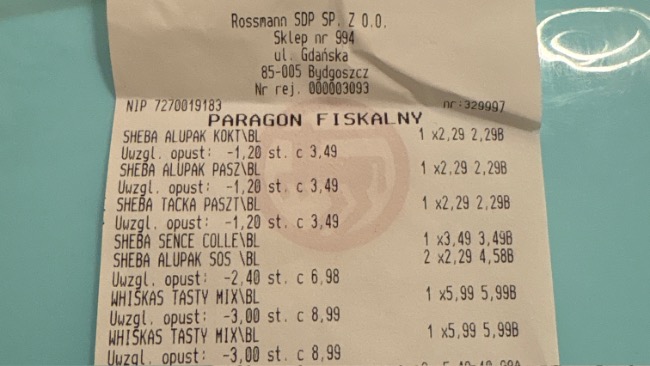 Rossmann SDP SP. Z O.O.
Sklep nr 994
ul. Gdańska
85-005 Bydgoszcz
Nr rej. 000003093
NIP 7270019183 nr:329997
PARAGON FISKALNY
SHEBA ALUPAK KOKT\BL 1 x2,29 2,29B
Uwzgl. opust: -1,20 st. c 3,49
SHEBA ALUPAK PASZ\BL 1 x2,29 2,29B
Uwzgl. opust: -1,20 st. c 3,49
SHEBA TACKA PASZT\BL 1 x2,29 2,29B
Uwzgl. opust: -1,20 st. c 3,49
SHEBA SENCE COLLE\BL 1 x3,49 3,49B
SHEBA ALUPAK SOS \BL 2 x2,29 4,58B
Uwzgl. opust: -2,40 st. c 6,98
WHISKAS TASTY MIX\BL 1 x5,99 5,99B
Uwzgl. opust: -3,00 st. c 8,99
WHISKAS TASTY MIX\BL 1 x5,99 5,99B
Uwzgl. opust: -3,00 st. c 8,99